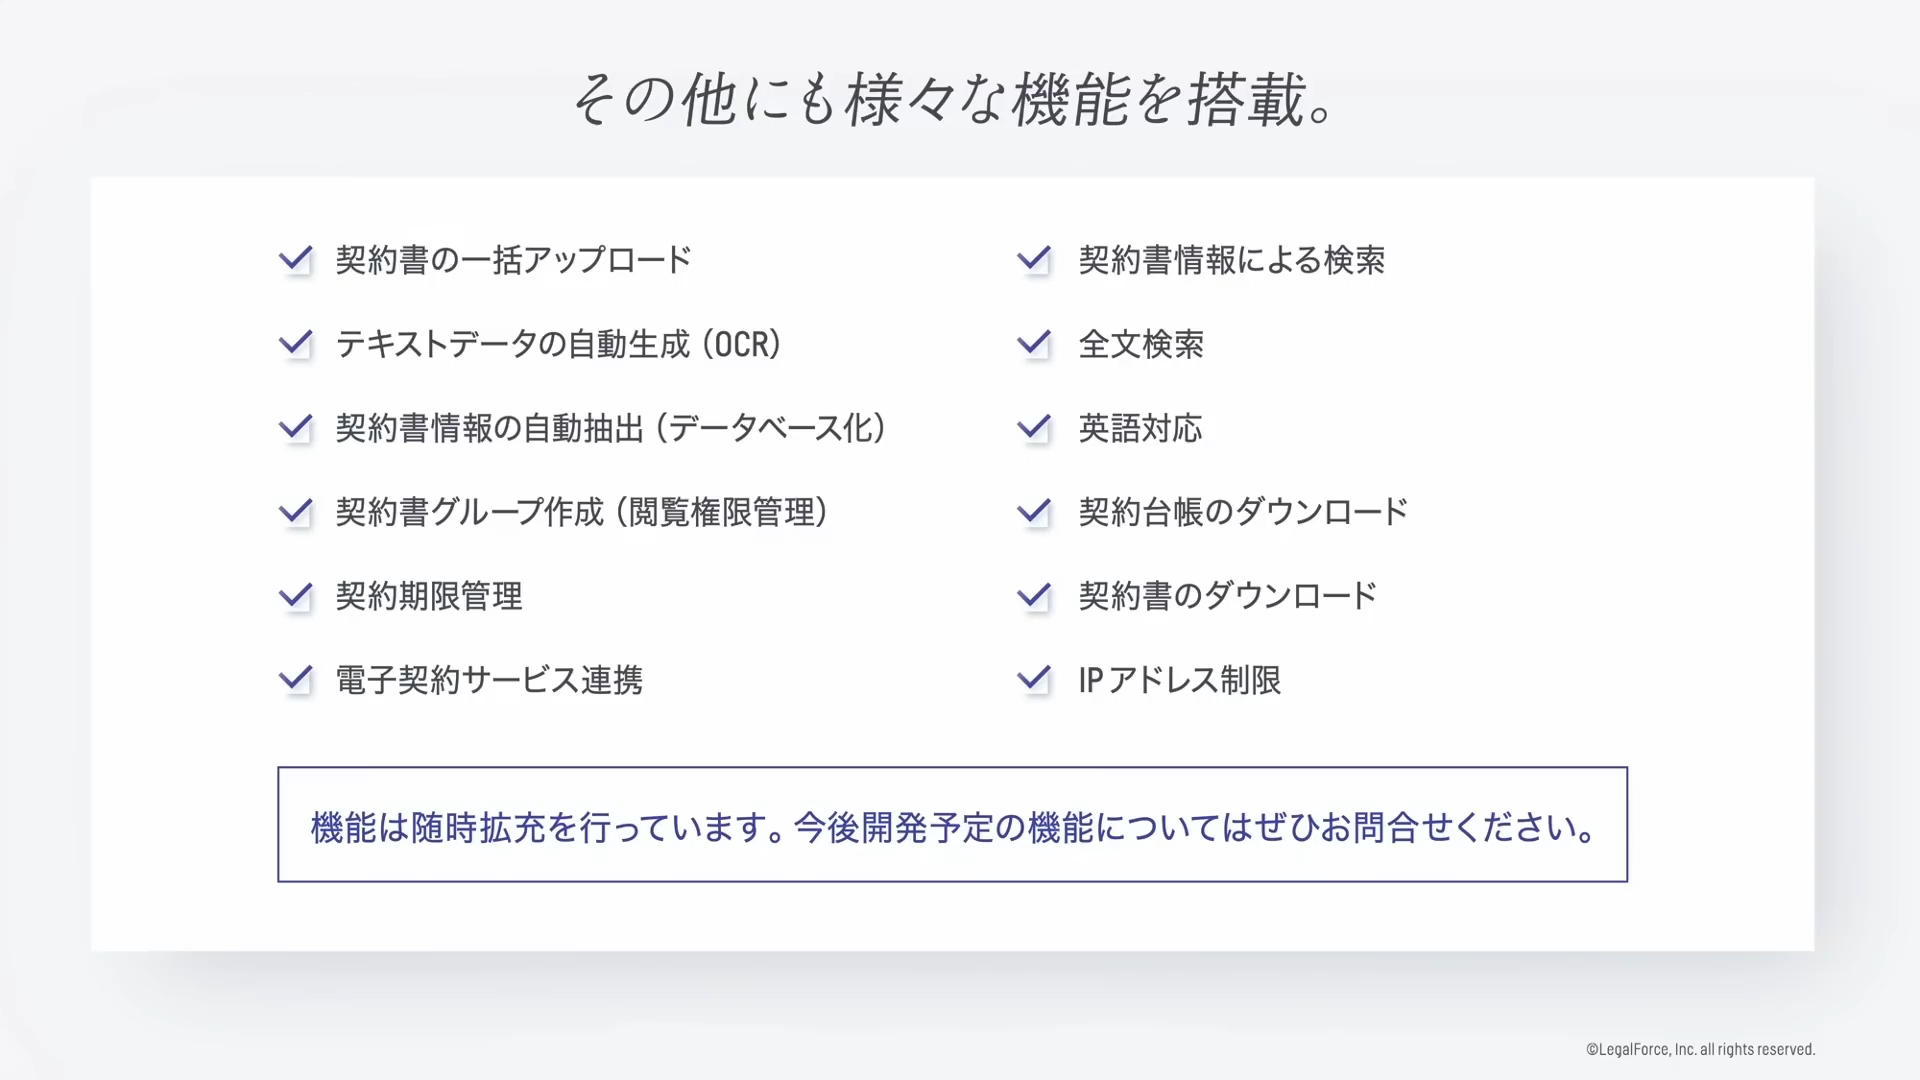 その他にも様々な機能を搭載。
契約書の一括アップロード
テキストデータの自動生成（OCR）
契約書情報の自動抽出（データベース化）
契約書グループ作成（閲覧権限管理）
契約期限管理
電子契約サービス連携
契約書情報による検索
全文検索
英語対応
契約台帳のダウンロード
契約書のダウンロード
IPアドレス制限
機能は随時拡充を行っています。今後開発予定の機能についてはぜひお問合せください。
©LegalForce, Inc. all rights reserved.